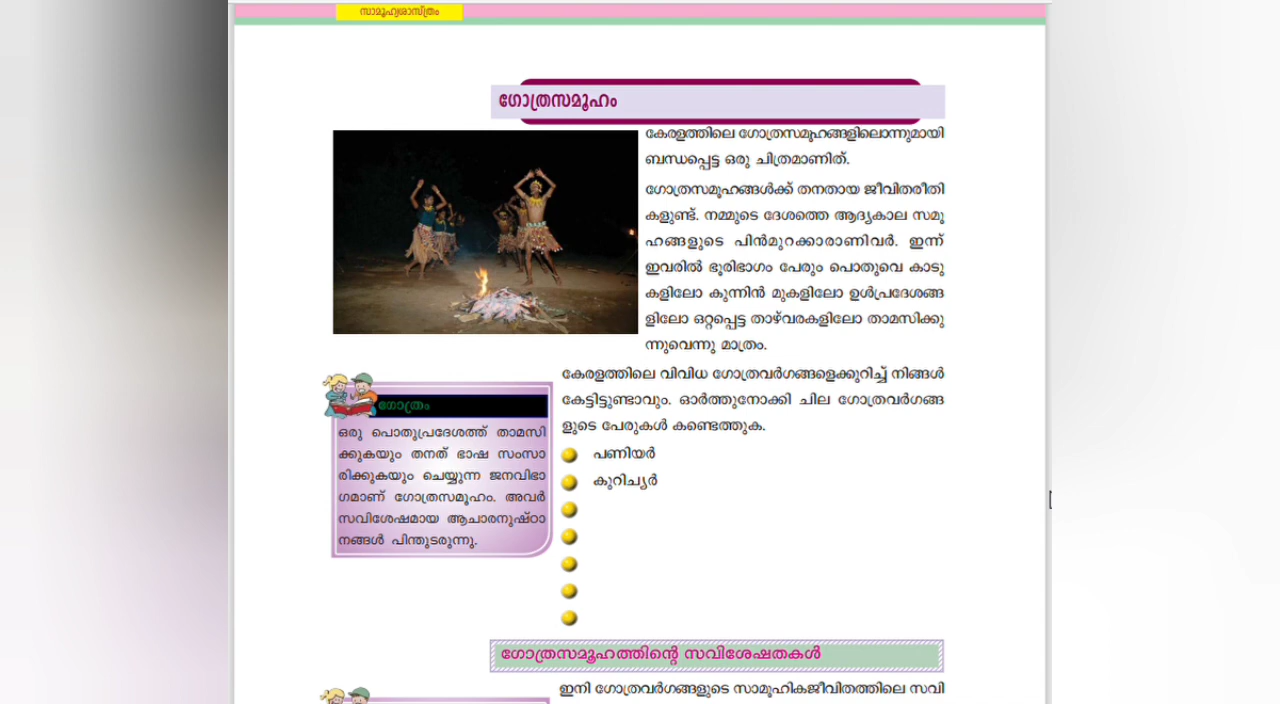 സാമൂഹ്യശാസ്ത്രം
ഗോത്രസമൂഹം
കേരളത്തിലെ ഗോത്രസമൂഹങ്ങളിലൊന്നുമായി
ബന്ധപ്പെട്ട ഒരു ചിത്രമാണിത്.
ഗോത്രസമൂഹങ്ങൾക്ക് തനതായ ജീവിതരീതി
കളുണ്ട്. നമ്മുടെ ദേശത്തെ ആദ്യകാല സമൂ
ഹങ്ങളുടെ പിൻമുറക്കാരാണിവർ. ഇന്ന്
ഇവരിൽ ഭൂരിഭാഗം പേരും പൊതുവെ കാടു
കളിലോ കുന്നിൻ മുകളിലോ ഉൾപ്രദേശങ്ങ
ളിലോ ഒറ്റപ്പെട്ട താഴ്‌വരകളിലോ താമസിക്കു
ന്നുവെന്നു മാത്രം.
കേരളത്തിലെ വിവിധ ഗോത്രവർഗങ്ങളെക്കുറിച്ച് നിങ്ങൾ
കേട്ടിട്ടുണ്ടാവും. ഓർത്തുനോക്കി ചില ഗോത്രവർഗങ്ങ
ളുടെ പേരുകൾ കണ്ടെത്തുക.
പണിയർ
കുറിച്യർ
ഗോത്രം
ഒരു പൊതുപ്രദേശത്ത് താമസി
ക്കുകയും തനത് ഭാഷ സംസാ
രിക്കുകയും ചെയ്യുന്ന ജനവിഭാ
ഗമാണ് ഗോത്രസമൂഹം. അവർ
സവിശേഷമായ ആചാരനുഷ്ഠാ
നങ്ങൾ പിന്തുടരുന്നു.
ഗോത്രസമൂഹത്തിന്റെ സവിശേഷതകൾ
ഇനി ഗോത്രവർഗങ്ങളുടെ സാമൂഹികജീവിതത്തിലെ സവി